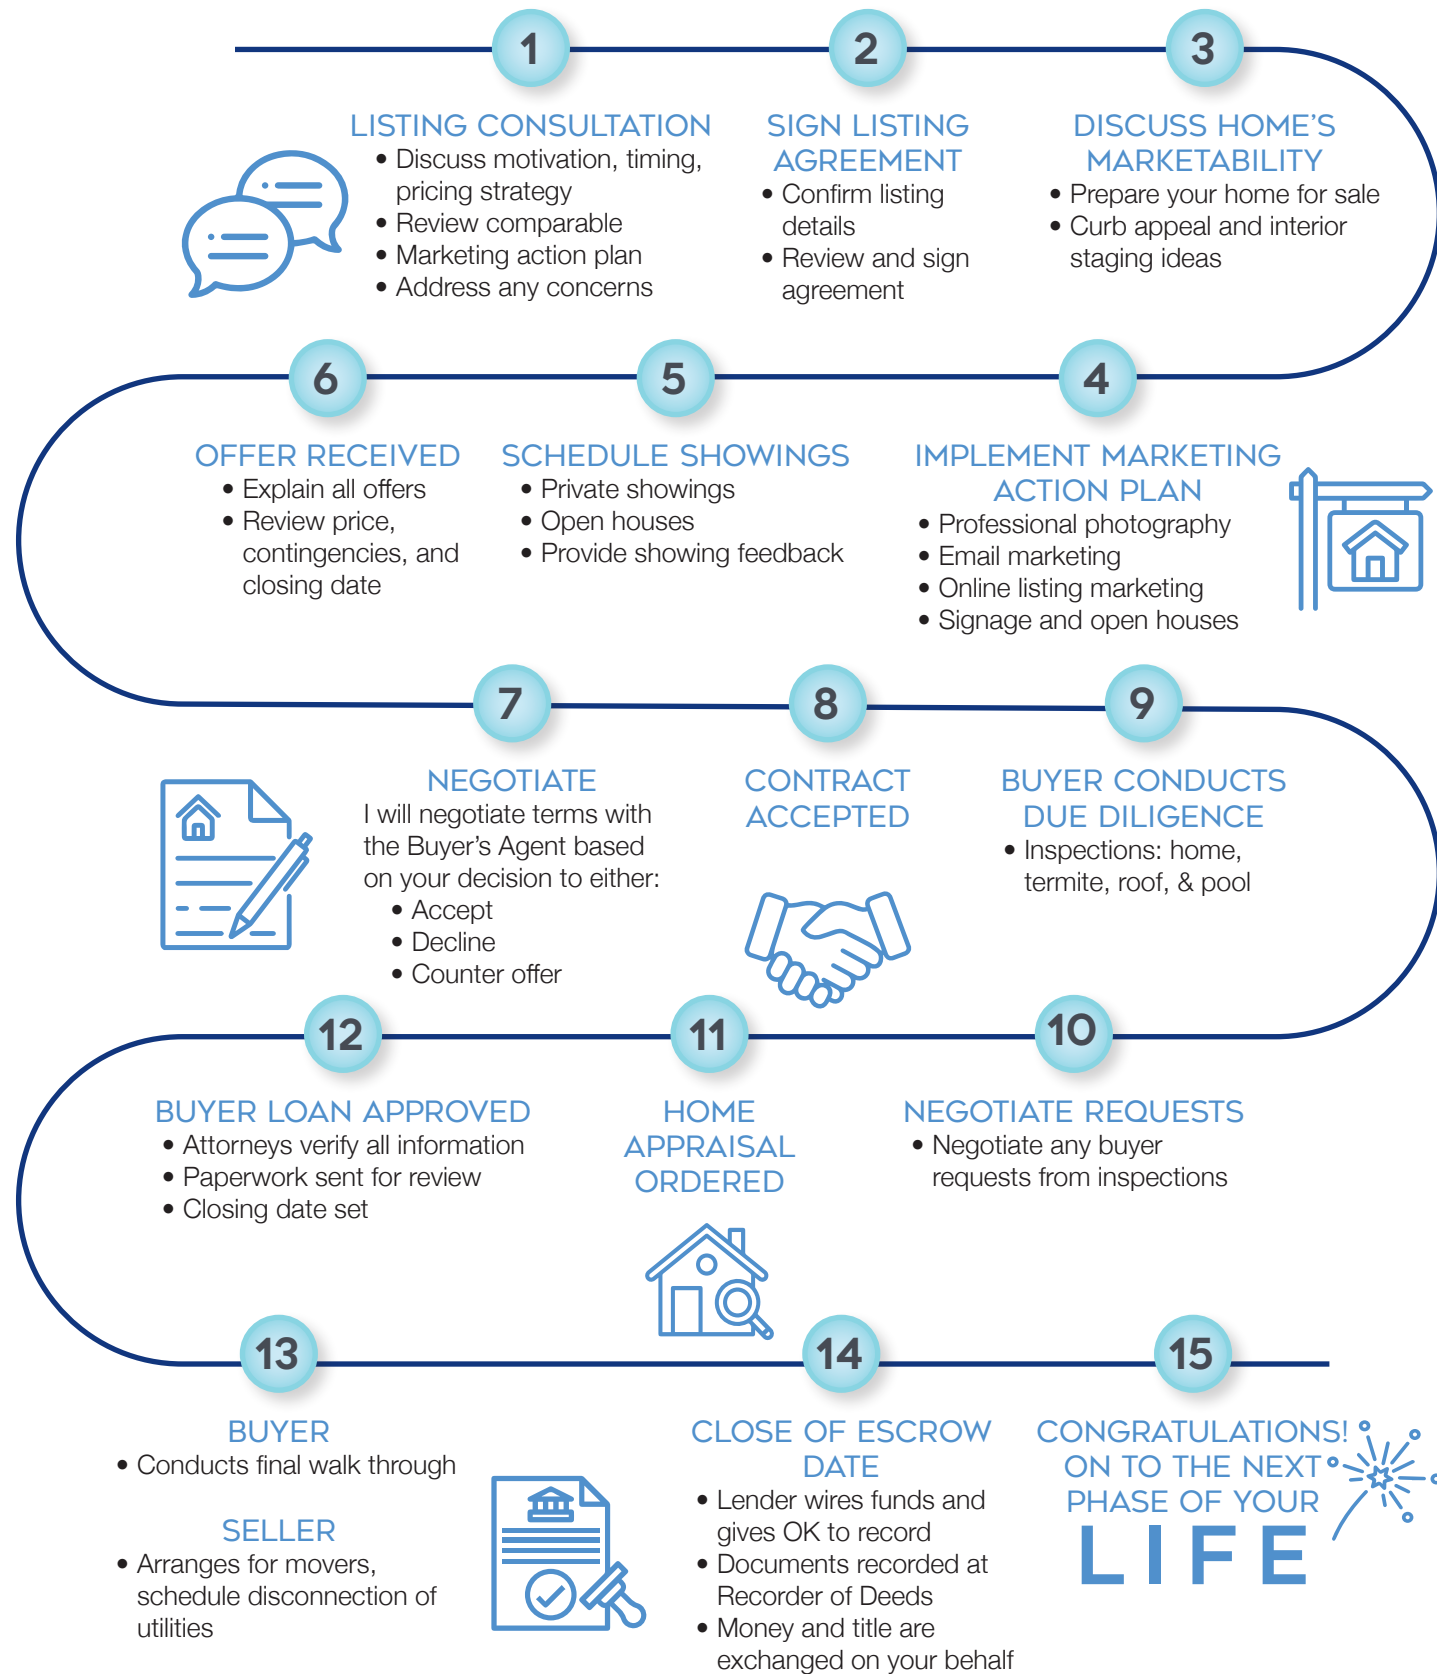 1
LISTING CONSULTATION
• Discuss motivation, timing,
pricing strategy
• Review comparable
• Marketing action plan
• Address any concerns
2
SIGN LISTING
AGREEMENT
• Confirm listing
details
• Review and sign
agreement
3
DISCUSS HOME'S
MARKETABILITY
• Prepare your home for sale
• Curb appeal and interior
staging ideas
4
IMPLEMENT MARKETING
ACTION PLAN
• Professional photography
• Email marketing
• Online listing marketing
• Signage and open houses
5
SCHEDULE SHOWINGS
• Private showings
• Open houses
• Provide showing feedback
6
OFFER RECEIVED
• Explain all offers
• Review price,
contingencies, and
closing date
7
NEGOTIATE
I will negotiate terms with
the Buyer's Agent based
on your decision to either:
• Accept
• Decline
• Counter offer
8
CONTRACT
ACCEPTED
9
BUYER CONDUCTS
DUE DILIGENCE
• Inspections: home,
termite, roof, & pool
10
NEGOTIATE REQUESTS
• Negotiate any buyer
requests from inspections
11
HOME
APPRAISAL
ORDERED
12
BUYER LOAN APPROVED
• Attorneys verify all information
• Paperwork sent for review
• Closing date set
13
BUYER
• Conducts final walk through
SELLER
• Arranges for movers,
schedule disconnection of
utilities
14
CLOSE OF ESCROW
DATE
• Lender wires funds and
gives OK to record
• Documents recorded at
Recorder of Deeds
• Money and title are
exchanged on your behalf
15
CONGRATULATIONS!
ON TO THE NEXT
PHASE OF YOUR
LIFE